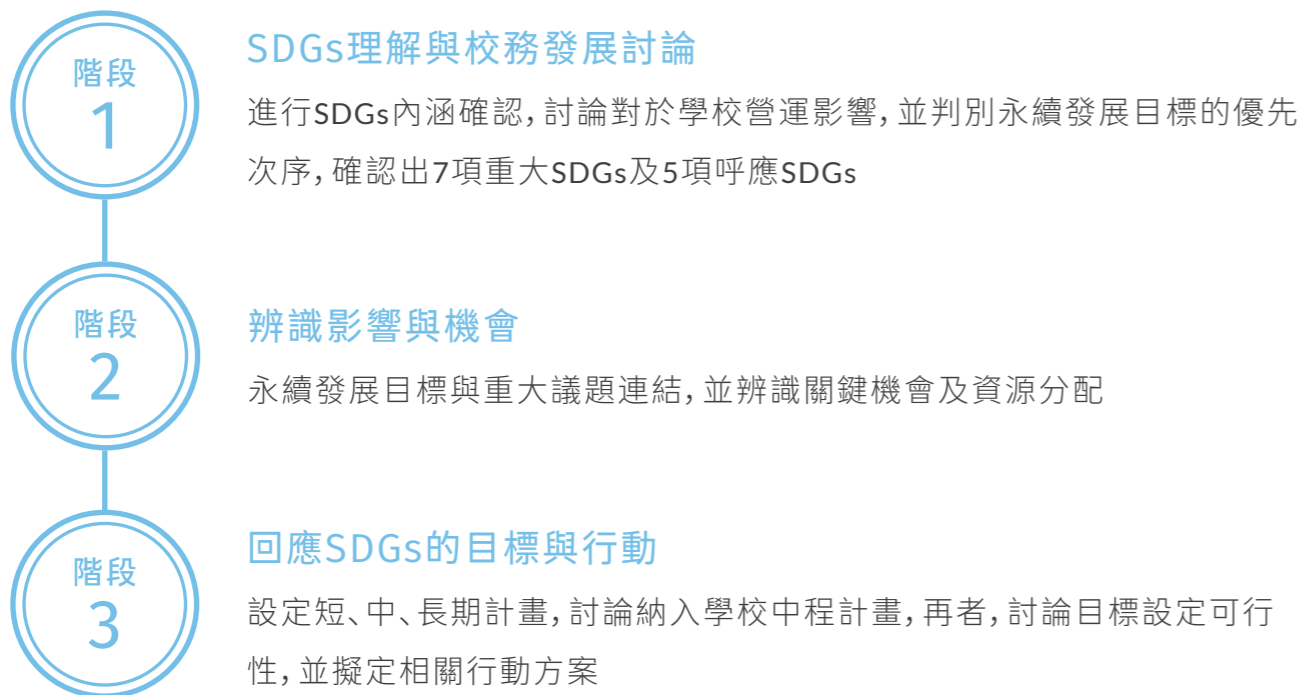 階段
1
SDGs理解與校務發展討論
進行SDGs內涵確認，討論對於學校營運影響，並判別永續發展目標的優先
次序，確認出7項重大SDGs及5項呼應SDGs
階段
2
辨識影響與機會
永續發展目標與重大議題連結，並辨識關鍵機會及資源分配
階段
3
回應SDGs的目標與行動
設定短、中、長期計畫，討論納入學校中程計畫，再者，討論目標設定可行
性，並擬定相關行動方案